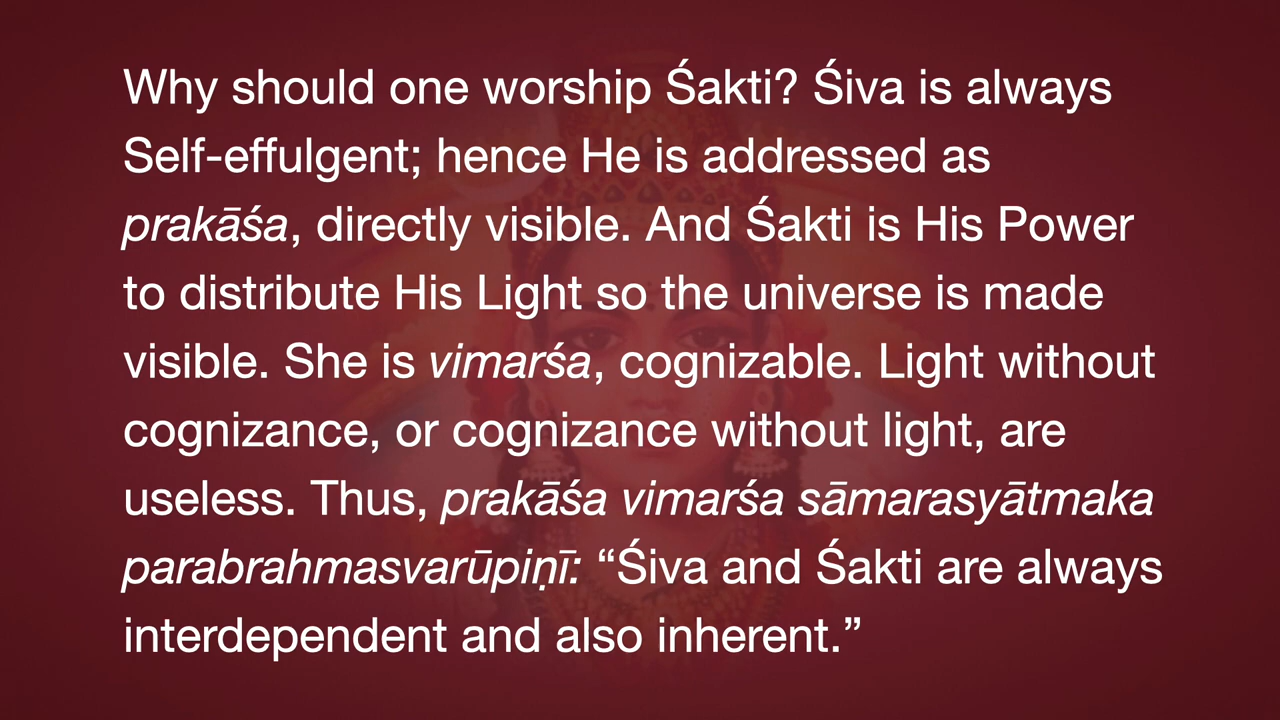 Why should one worship Śakti? Śiva is always
Self-effulgent; hence He is addressed as
prakāśa, directly visible. And Śakti is His Power
to distribute His Light so the universe is made
visible. She is vimarśa, cognizable. Light without
cognizance, or cognizance without light, are
useless. Thus, prakāśa vimarśa sāmarasyātmaka
parabrahmasvarūpiṇī: “Śiva and Śakti are always
interdependent and also inherent.”